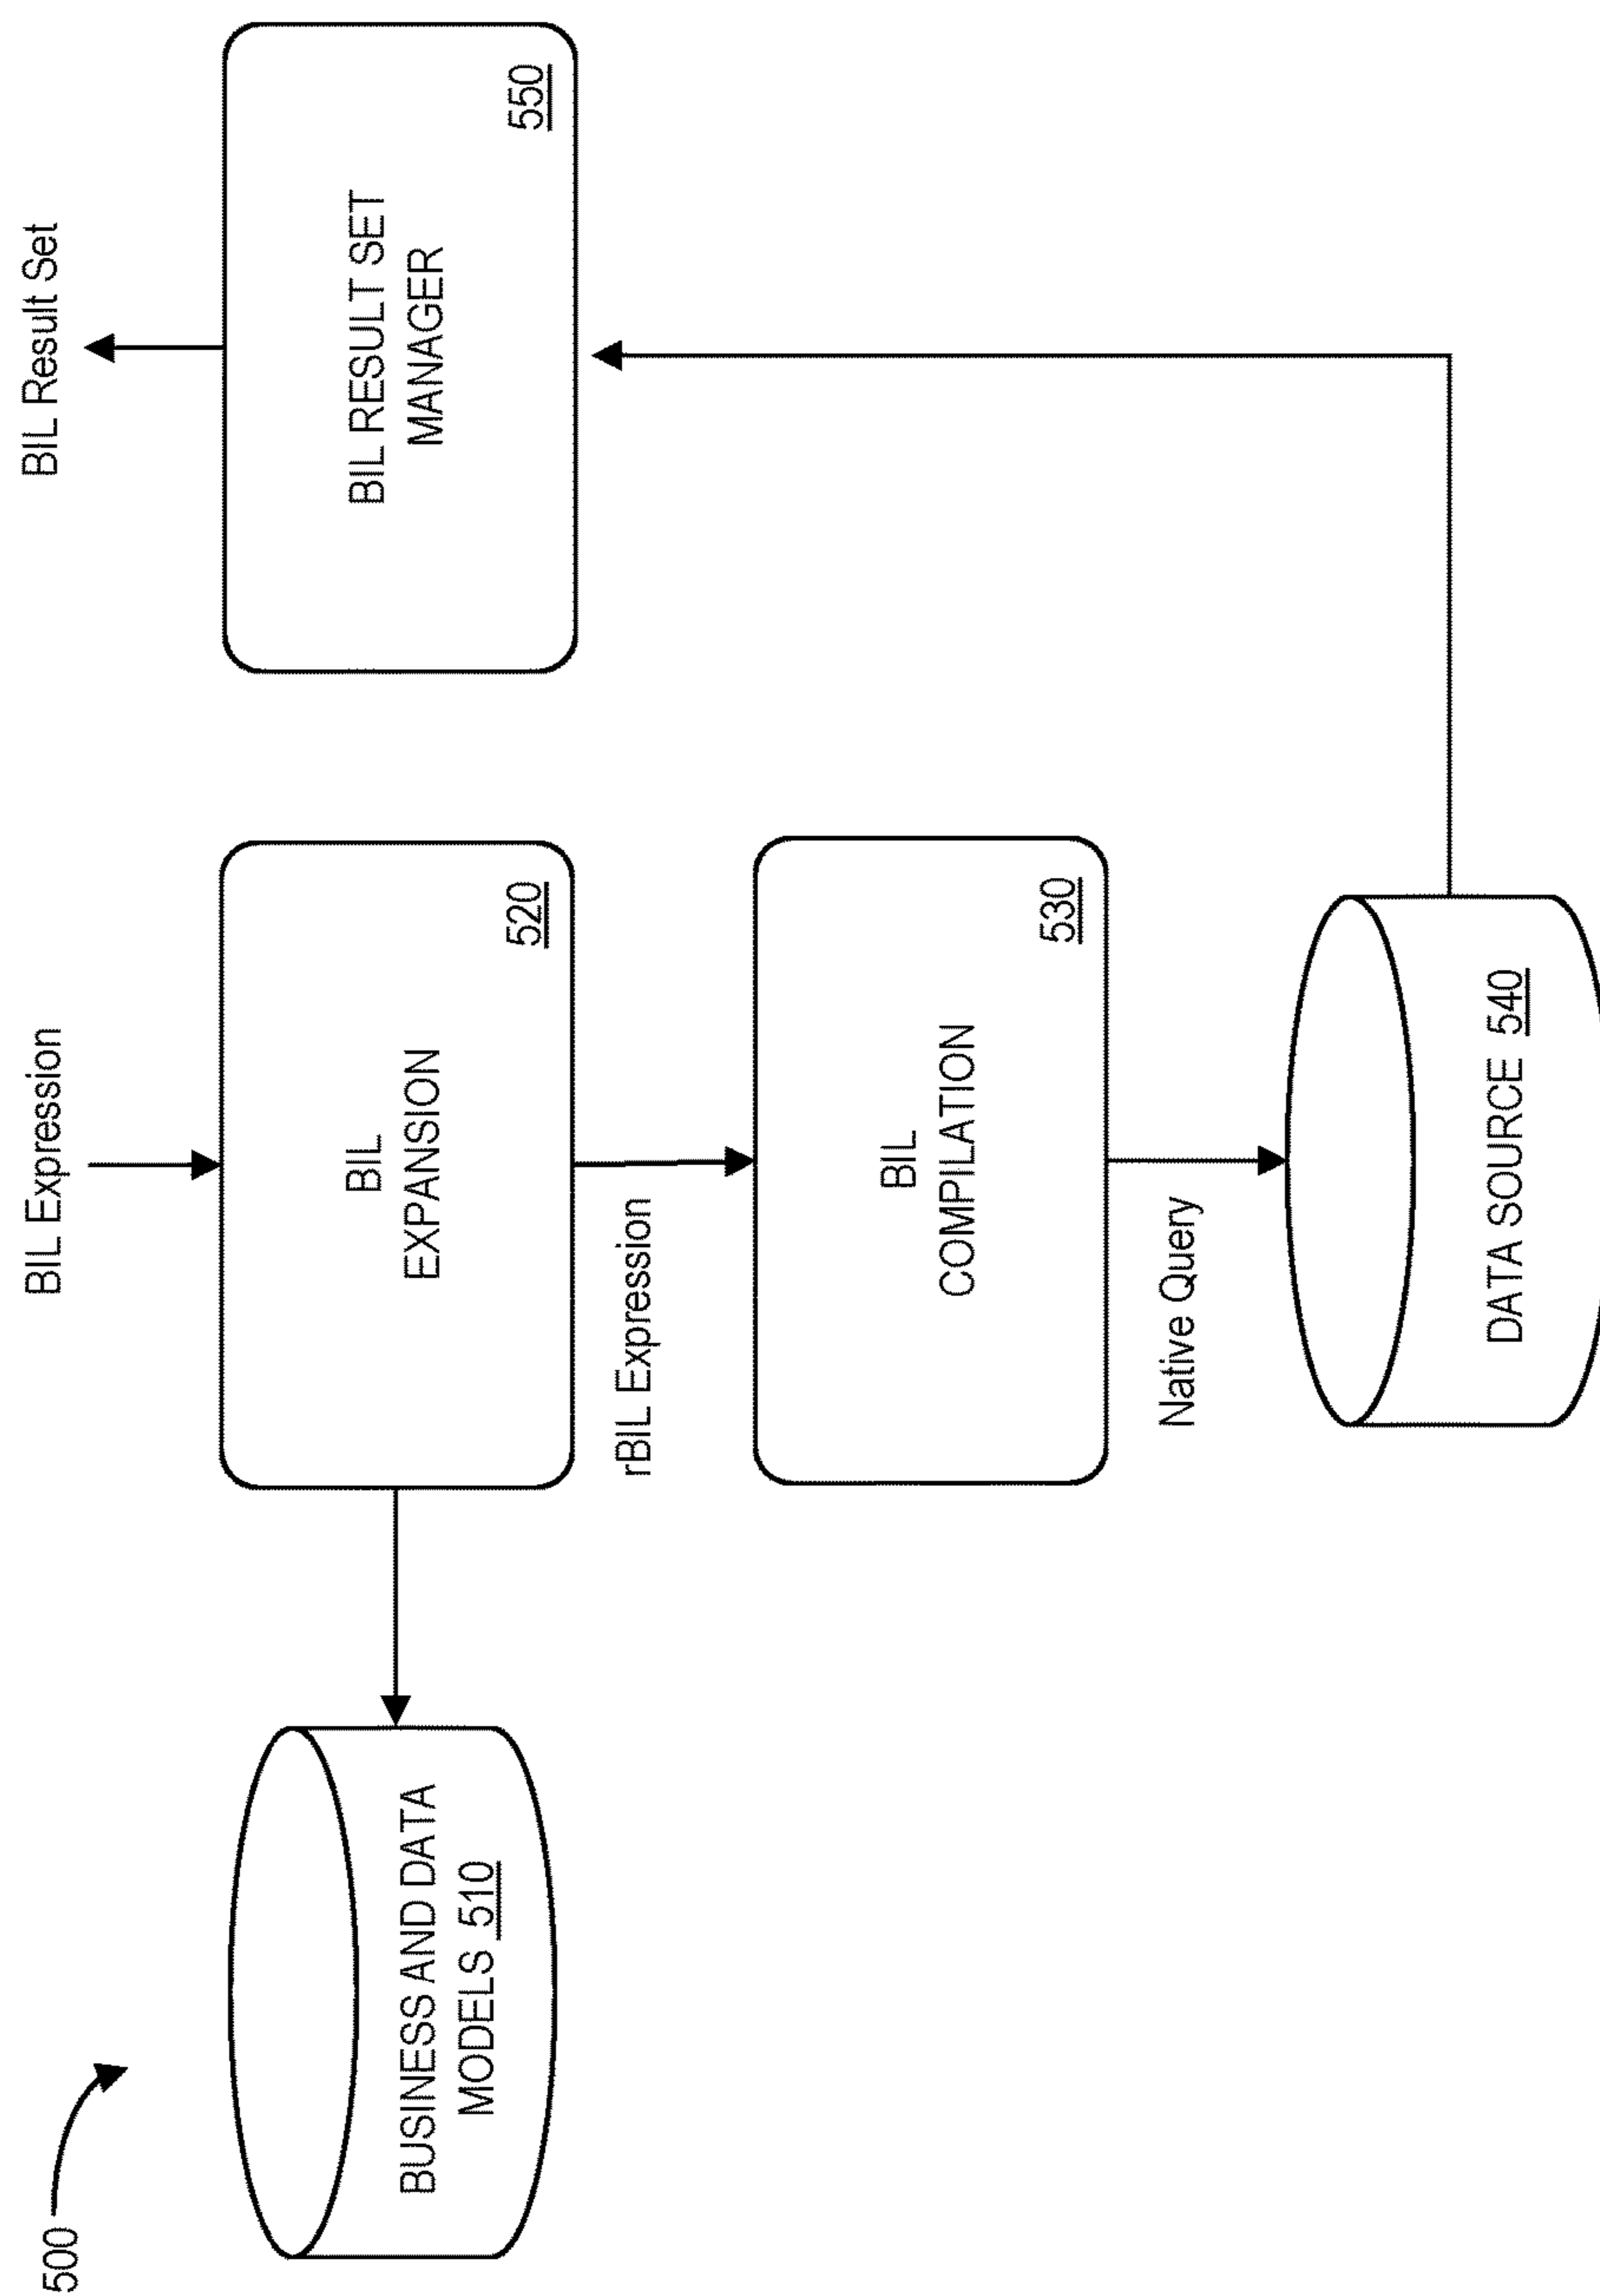 500
BIL Expression
BIL Result Set
BUSINESS AND DATA
MODELS 510
BIL
EXPANSION
520
BIL RESULT SET
MANAGER
550
rBIL Expression
BIL
COMPILATION
530
Native Query
DATA SOURCE 540